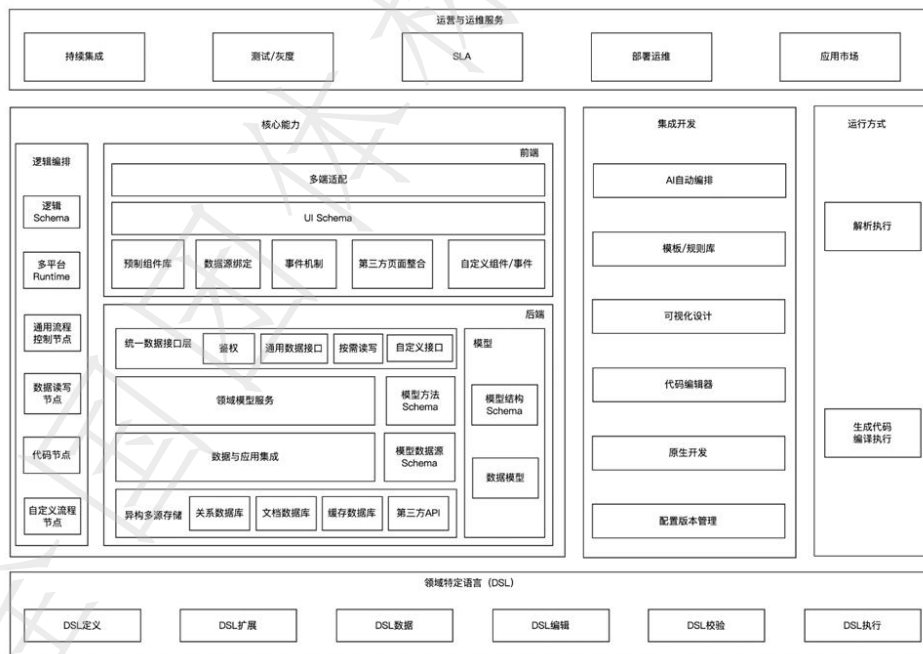 运营与运维服务
持续集成
测试/灰度
SLA
部署运维
应用市场
核心能力
逻辑编排
逻辑
Schema
多平台
Runtime
通用流程
控制节点
数据读写
节点
代码节点
自定义流程
节点
前端
多端适配
UI Schema
预制组件库
数据源绑定
事件机制
第三方页面整合
自定义组件/事件
后端
统一数据接口层
鉴权
通用数据接口
按需读写
自定义接口
领域模型服务
模型方法
Schema
数据与应用集成
模型数据源
Schema
异构多源存储
关系数据库
文档数据库
缓存数据库
第三方API
模型
模型结构
Schema
数据模型
集成开发
AI自动编排
模板/规则库
可视化设计
代码编辑器
原生开发
配置版本管理
运行方式
解析执行
生成代码
编译执行
领域特定语言（DSL）
DSL定义
DSL扩展
DSL数据
DSL编辑
DSL校验
DSL执行